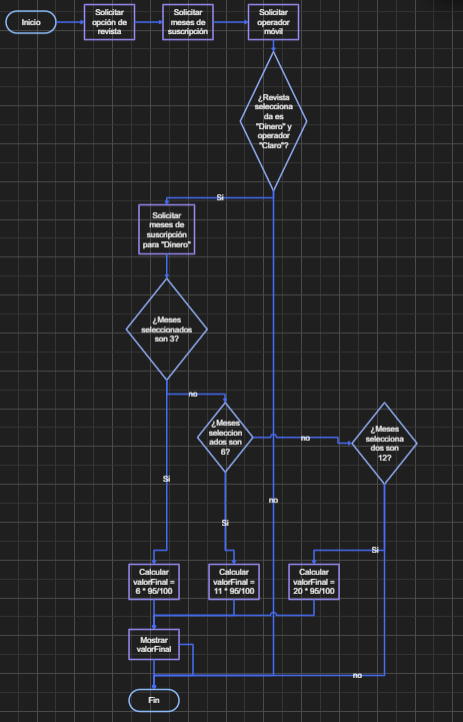 Inicio
Solicitar
opción de
revista
Solicitar
meses de
suscripción
Solicitar
operador
móvil
¿Revista
selecciona
da es
"Dinero" y
operador
"Claro"?
Si
Solicitar
meses de
suscripción
para "Dinero"
¿Meses
seleccionados
son 3?
no
¿Meses
seleccion
ados son
6?
no
¿Meses
selecciona
dos son
12?
Si
no
Si
Si
Calcular
valorFinal =
6 * 95/100
Calcular
valorFinal =
11 * 95/100
Calcular
valorFinal =
20 * 95/100
Mostrar
valorFinal
no
Fin